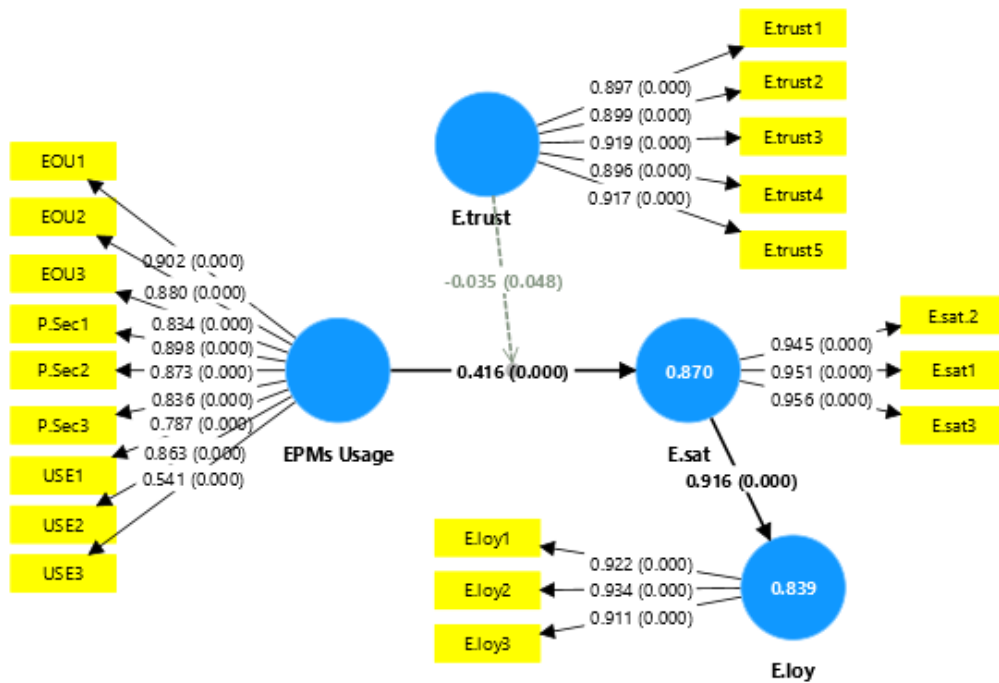 E.trust1
0.897 (0.000)
E.trust2
0.899 (0.000)
0.919 (0.000)
E.trust3
0.896 (0.000)
0.917 (0.000)
E.trust4
E.trust
E.trust5
EOU1
EOU2
EOU3
P.Sec1
P.Sec2
P.Sec3
USE1
USE2
USE3
0.902 (0.000)
0.880 (0.000)
0.834 (0.000)
0.898 (0.000)
0.873 (0.000)
0.836 (0.000)
0.787 (0.000)
0.863 (0.000)
0.541 (0.000)
EPMs Usage
-0.035 (0.048)
0.416 (0.000)
0.870
E.sat
0.945 (0.000)
0.951 (0.000)
0.956 (0.000)
E.sat.2
E.sat1
E.sat3
0.916 (0.000)
E.loy1
E.loy2
E.loy3
0.922 (0.000)
0.934 (0.000)
0.911 (0.000)
0.839
E.loy